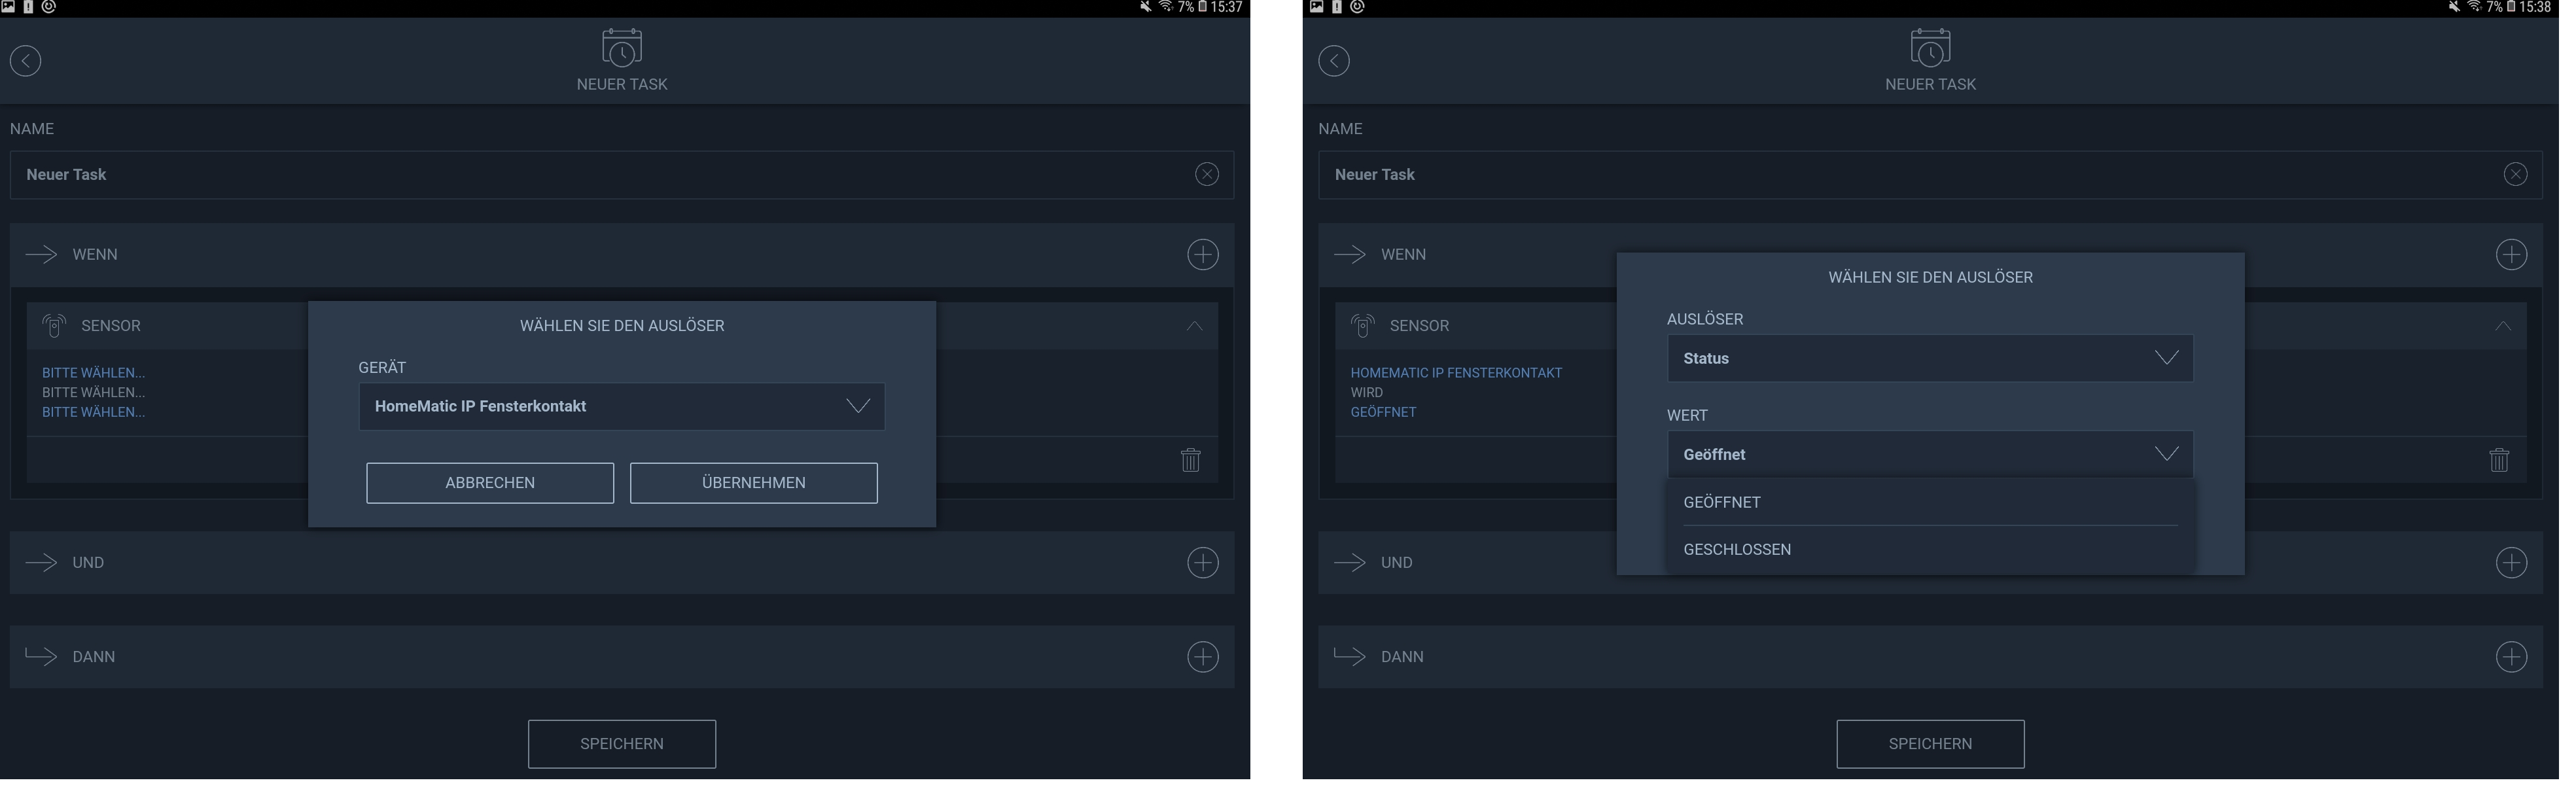 7% 15:37
NEUER TASK
NAME
Neuer Task
WENN
SENSOR
BITTE WÄHLEN...
BITTE WÄHLEN...
BITTE WÄHLEN...
WÄHLEN SIE DEN AUSLÖSER
GERÄT
HomeMatic IP Fensterkontakt
ABBRECHEN
ÜBERNEHMEN
UND
DANN
SPEICHERN
7% 15:38
NEUER TASK
NAME
Neuer Task
WENN
SENSOR
HOMEMATIC IP FENSTERKONTAKT
WIRD
GEÖFFNET
WÄHLEN SIE DEN AUSLÖSER
AUSLÖSER
Status
WERT
Geöffnet
GEÖFFNET
GESCHLOSSEN
UND
DANN
SPEICHERN